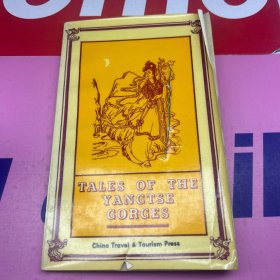 TALES OF THE
YANGTSE
GORGES
China Travel & Tourism Press